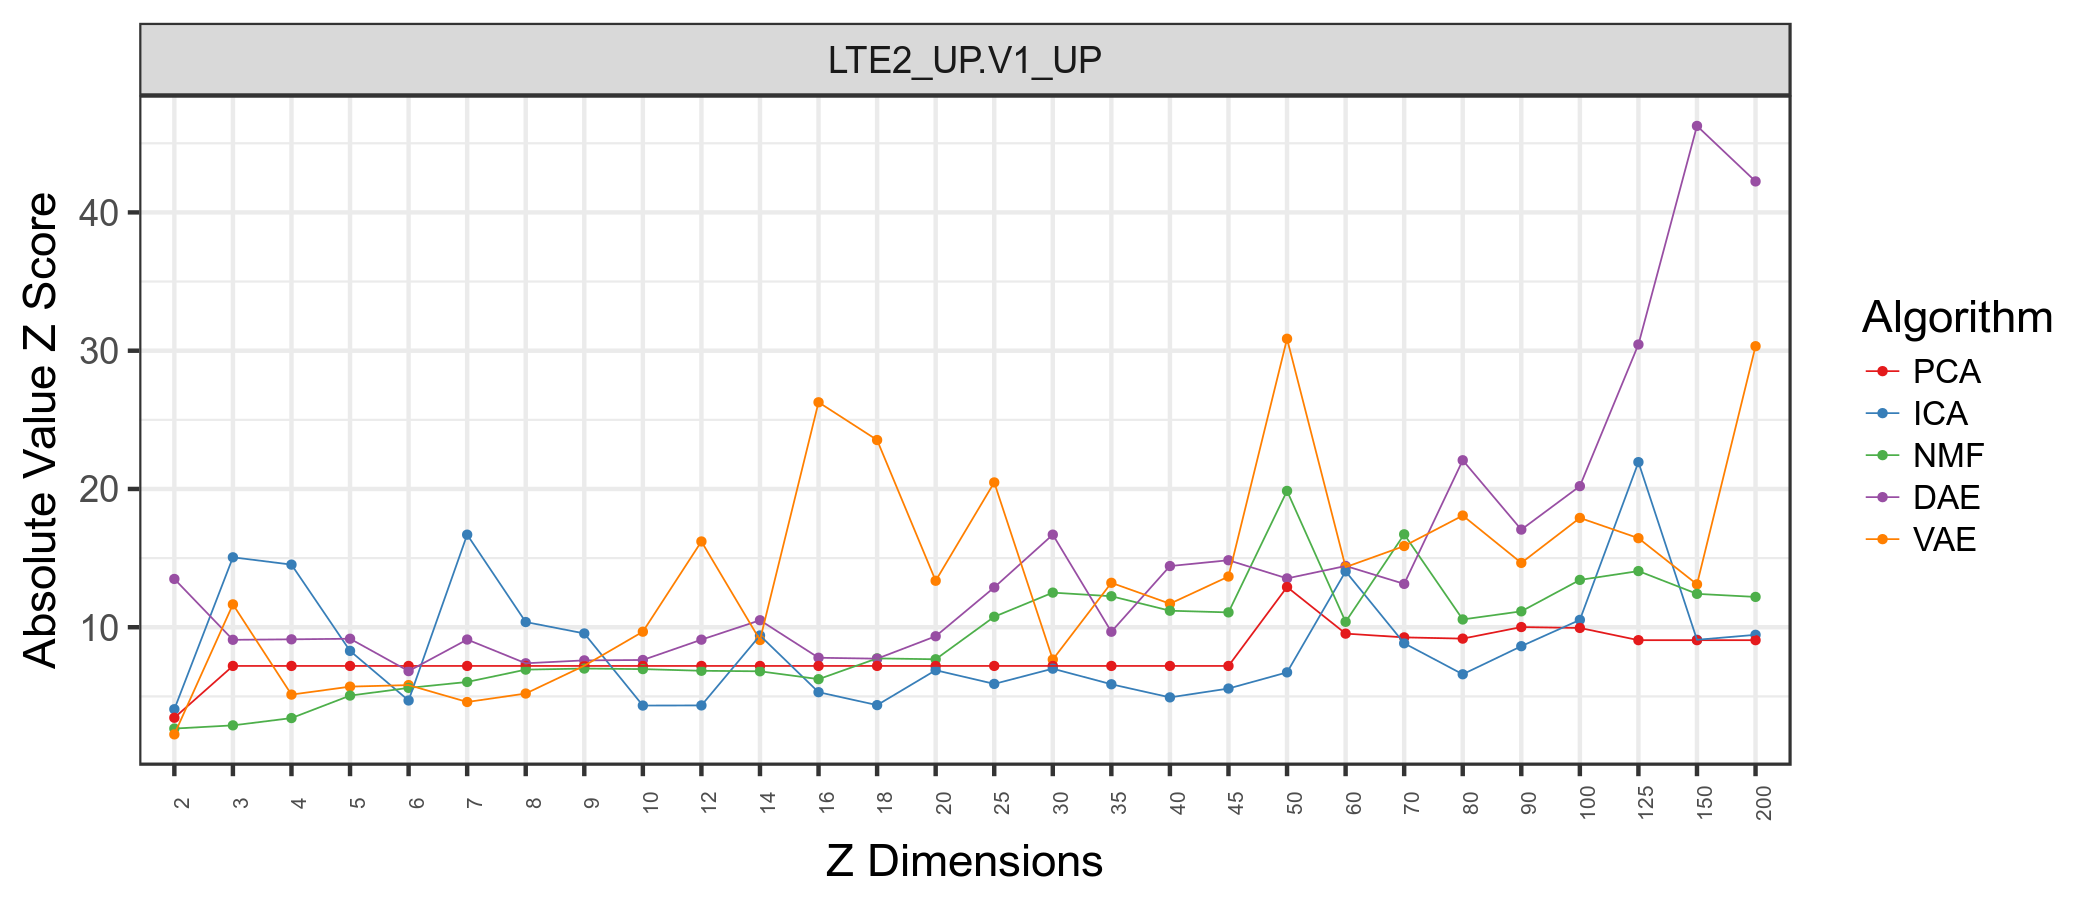 LTE2_UP.V1_UP
Absolute Value Z Score
40
30
20
10
2 3 4 5 6 7 8 9 10 12 14 16 18 20 25 30 35 40 45 50 60 70 80 90 100 125 150 200
Z Dimensions
Algorithm
PCA
ICA
NMF
DAE
VAE